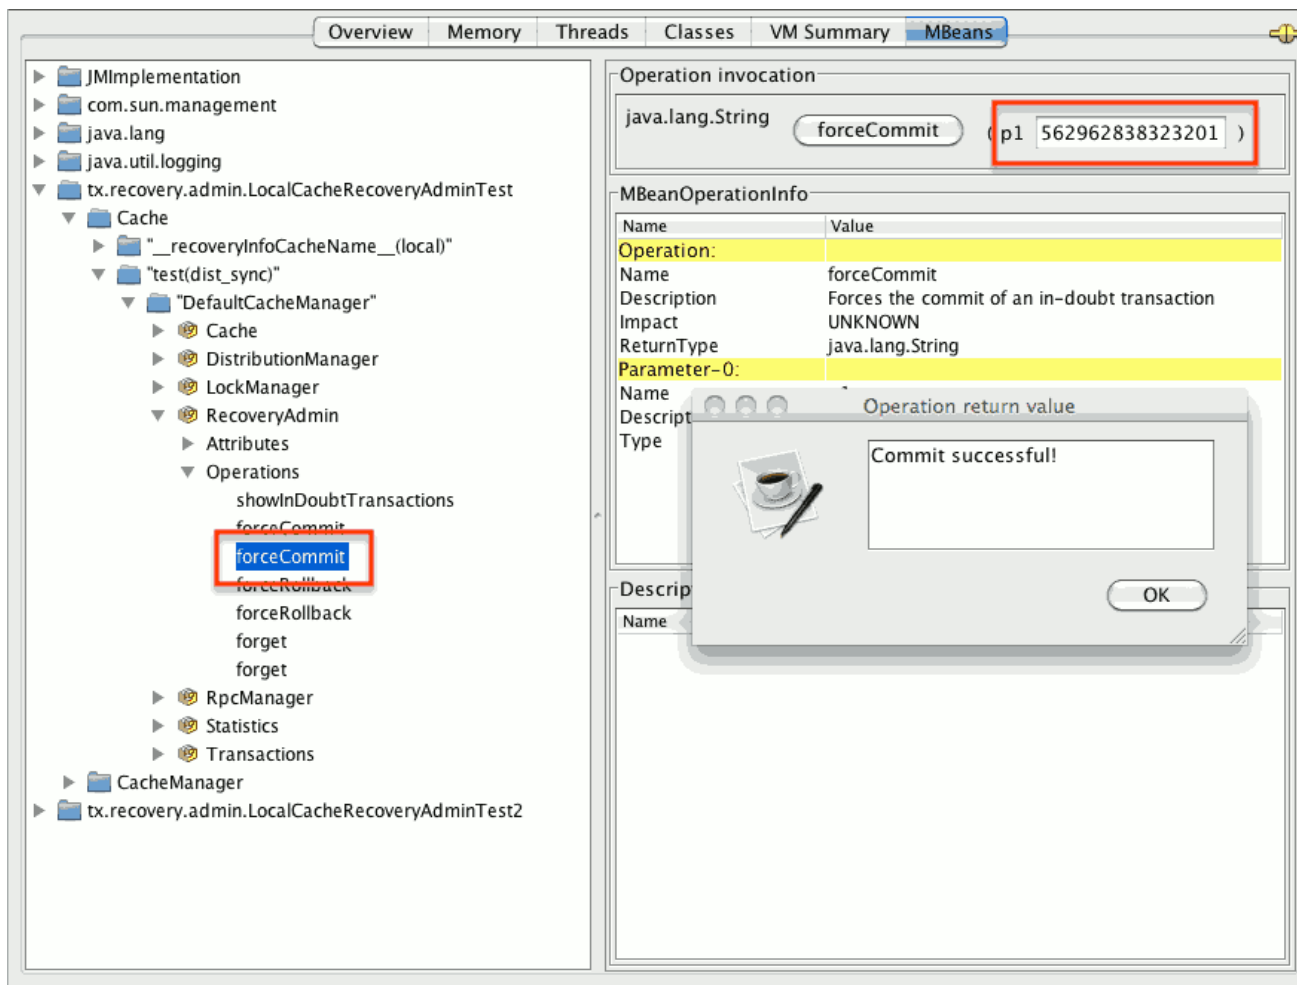 Overview Memory Threads Classes VM Summary MBeans
JMImplementation
com.sun.management
java.lang
java.util.logging
tx.recovery.admin.LocalCacheRecoveryAdminTest
Cache
"__recoveryInfoCacheName__(local)"
"test(dist_sync)"
"DefaultCacheManager"
Cache
DistributionManager
LockManager
RecoveryAdmin
Attributes
Operations
showInDoubtTransactions
forceCommit
forceCommit
forceRollback
forceRollback
forget
forget
RpcManager
Statistics
Transactions
CacheManager
tx.recovery.admin.LocalCacheRecoveryAdminTest2
Operation invocation
java.lang.String forceCommit ( p1 562962838323201 )
MBeanOperationInfo
Name Value
Operation:
Name forceCommit
Description Forces the commit of an in-doubt transaction
Impact UNKNOWN
ReturnType java.lang.String
Parameter-0:
Name
Descript
Type
Operation return value
Commit successful!
OK
Descrip
Name